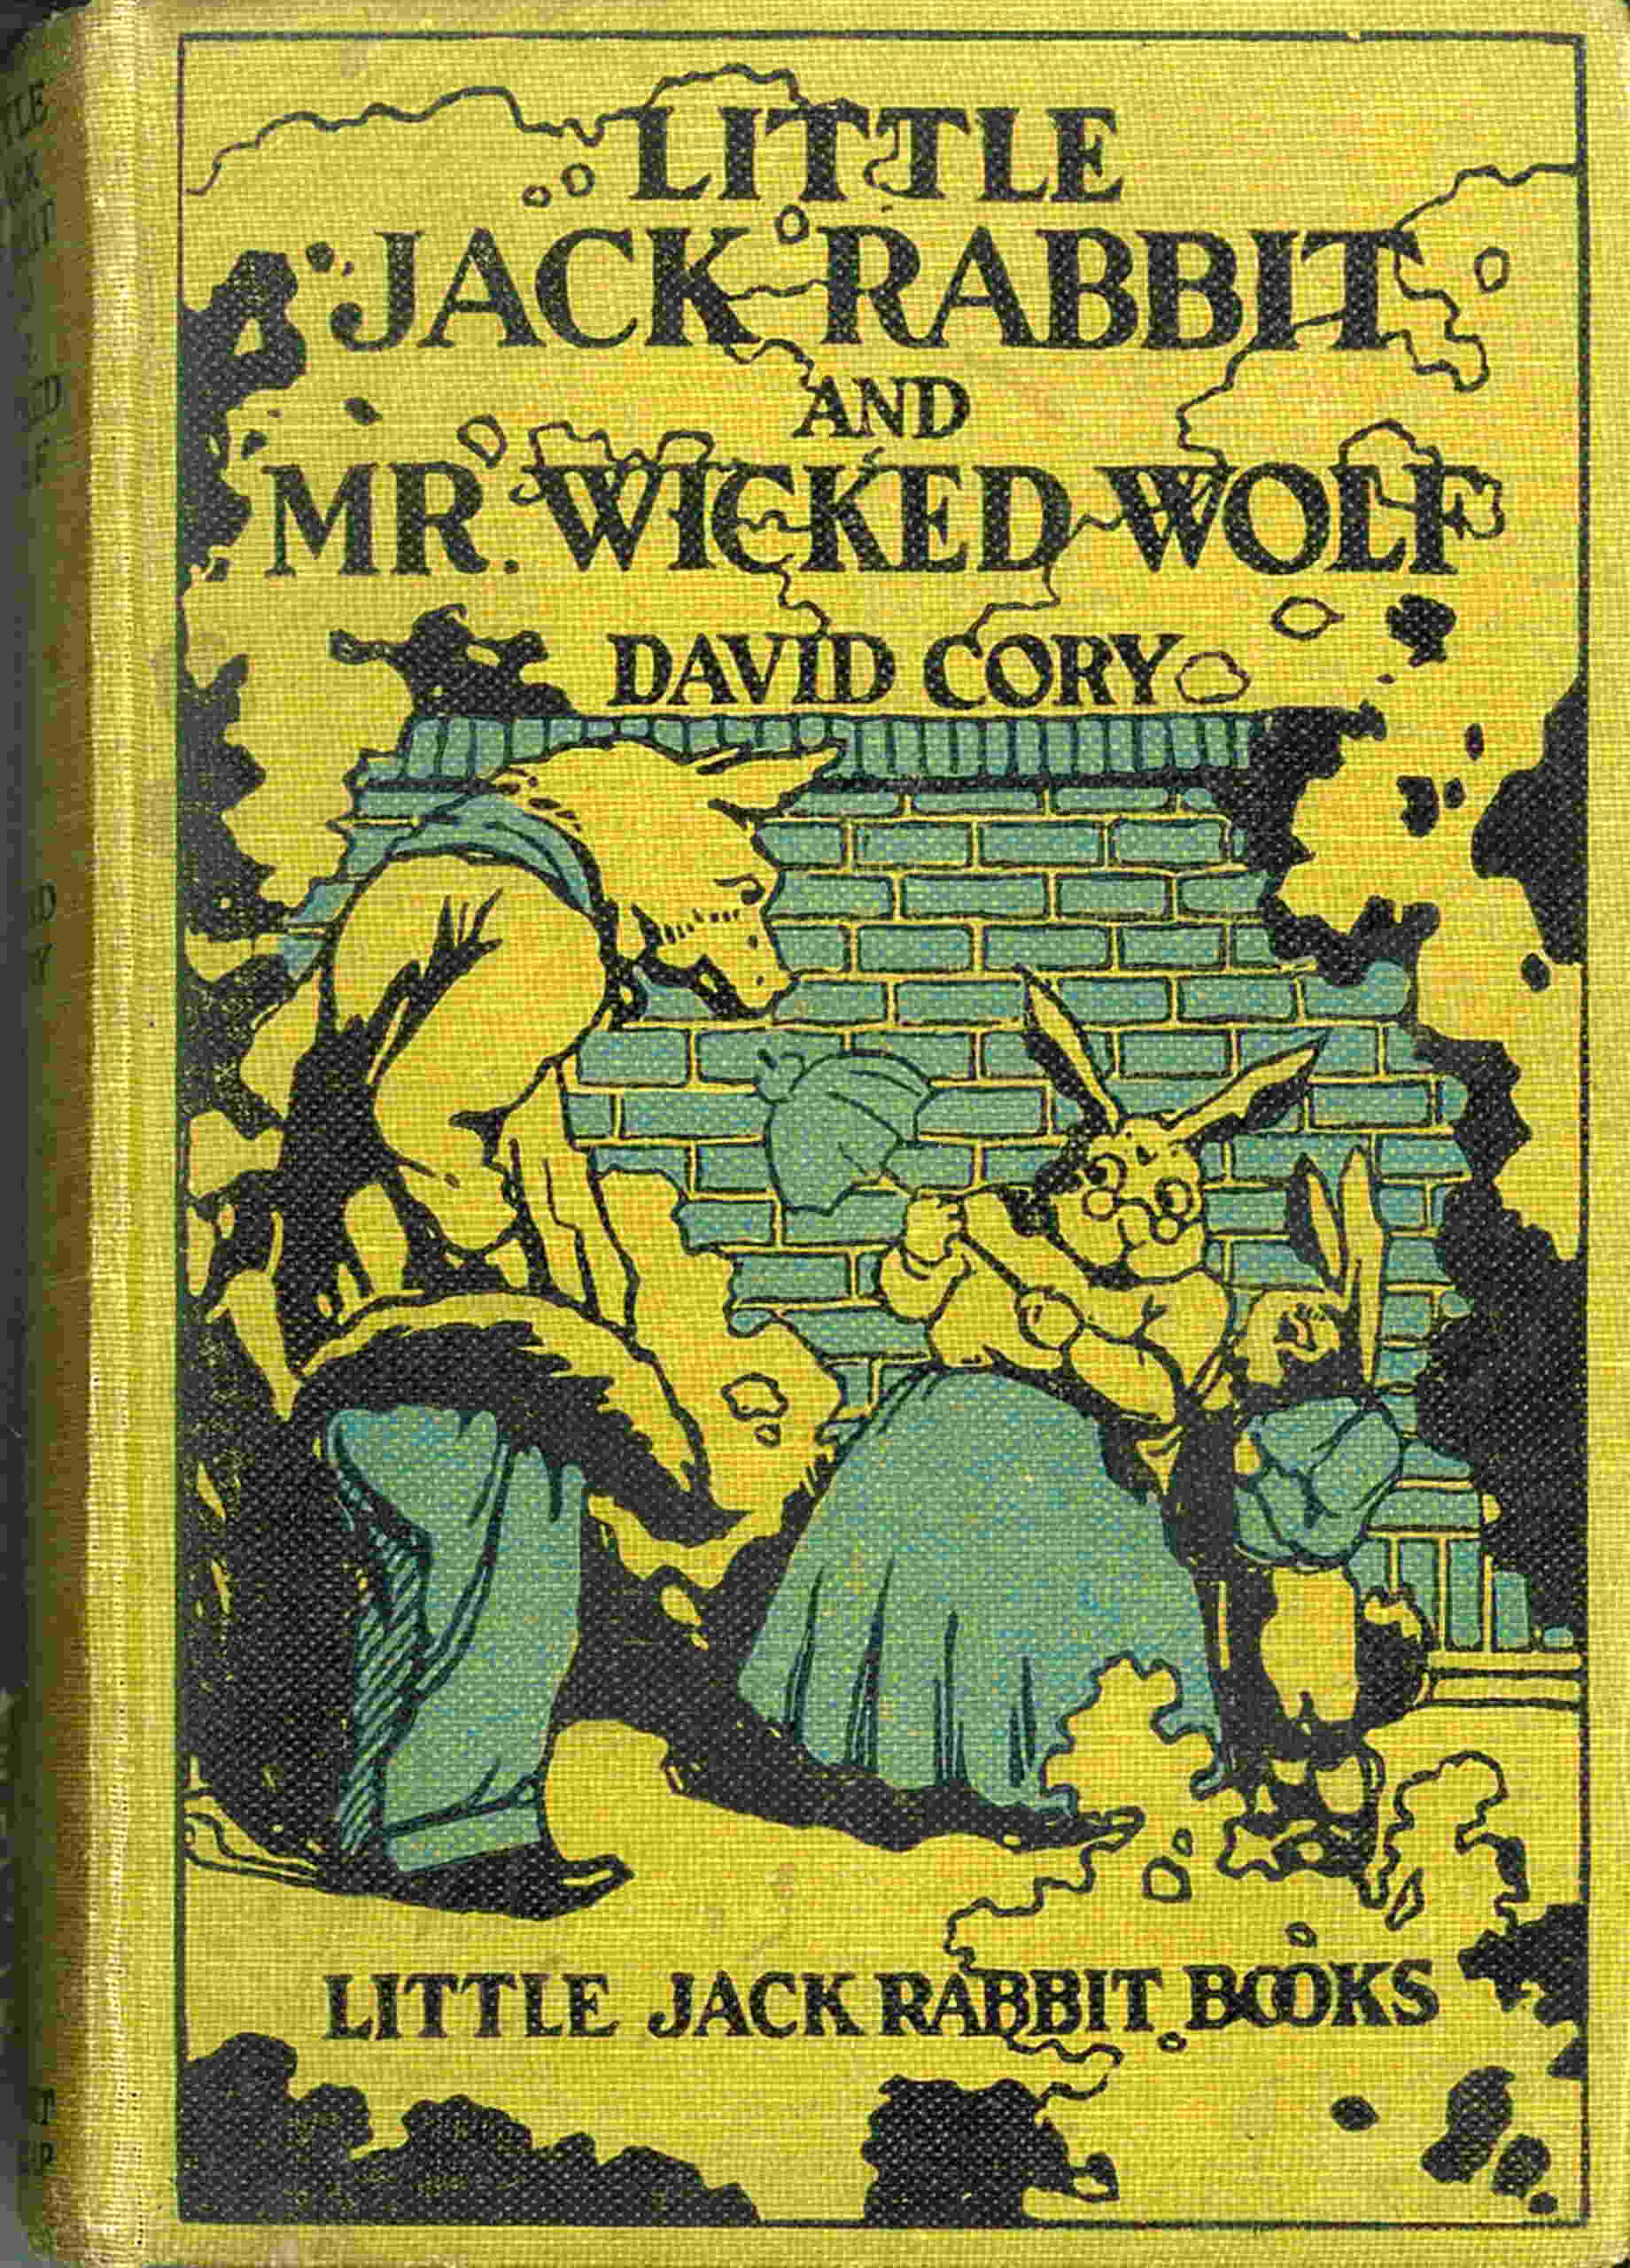 LITTLE
JACK RABBIT
AND
MR. WICKED WOLF
DAVID CORY
LITTLE JACK RABBIT BOOKS